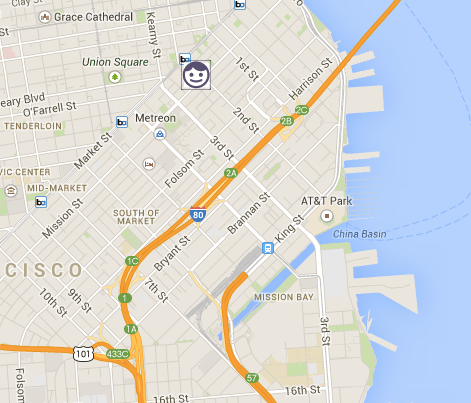 Clay St
Grace Cathedral
Kearny St
Union Square
1st St
Harrison St
eary Blvd
O'Farrell St
2nd St
2C
2B
TENDERLOIN
Metreon
Market St
3rd St
Folsom St
2A
VIC CENTER
MID-MARKET
Mission St
SOUTH OF
MARKET
80
Brannan St
AT&T Park
King St
China Basin
Bryant St
1C
CISCO
7th St
9th St
10th St
1
MISSION BAY
1A
3rd St
101
433C
Folsom
57
16th St
16th St